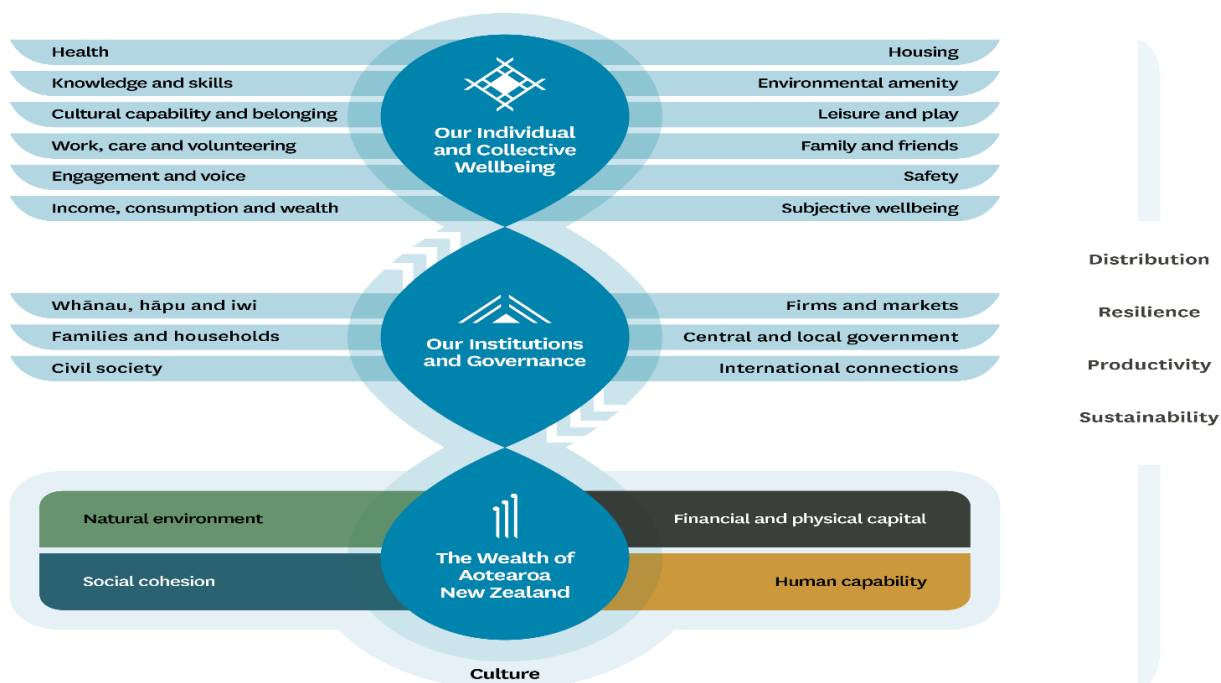 Health
Knowledge and skills
Cultural capability and belonging
Work, care and volunteering
Engagement and voice
Income, consumption and wealth
Our Individual
and Collective
Wellbeing
Housing
Environmental amenity
Leisure and play
Family and friends
Safety
Subjective wellbeing
Whānau, hāpu and iwi
Families and households
Civil society
Our Institutions
and Governance
Firms and markets
Central and local government
International connections
Natural environment
Social cohesion
The Wealth of
Aotearoa
New Zealand
Financial and physical capital
Human capability
Culture
Distribution
Resilience
Productivity
Sustainability